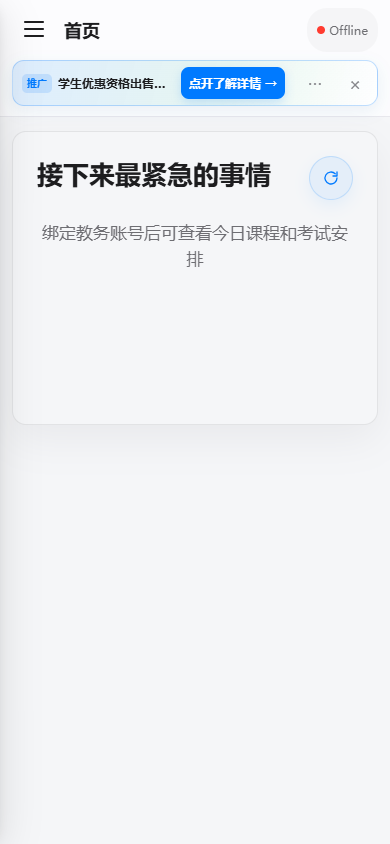 首页
Offline
推广 学生优惠资格出售... 点开了解详情 → ··· ×
接下来最紧急的事情
绑定教务账号后可查看今日课程和考试安
排